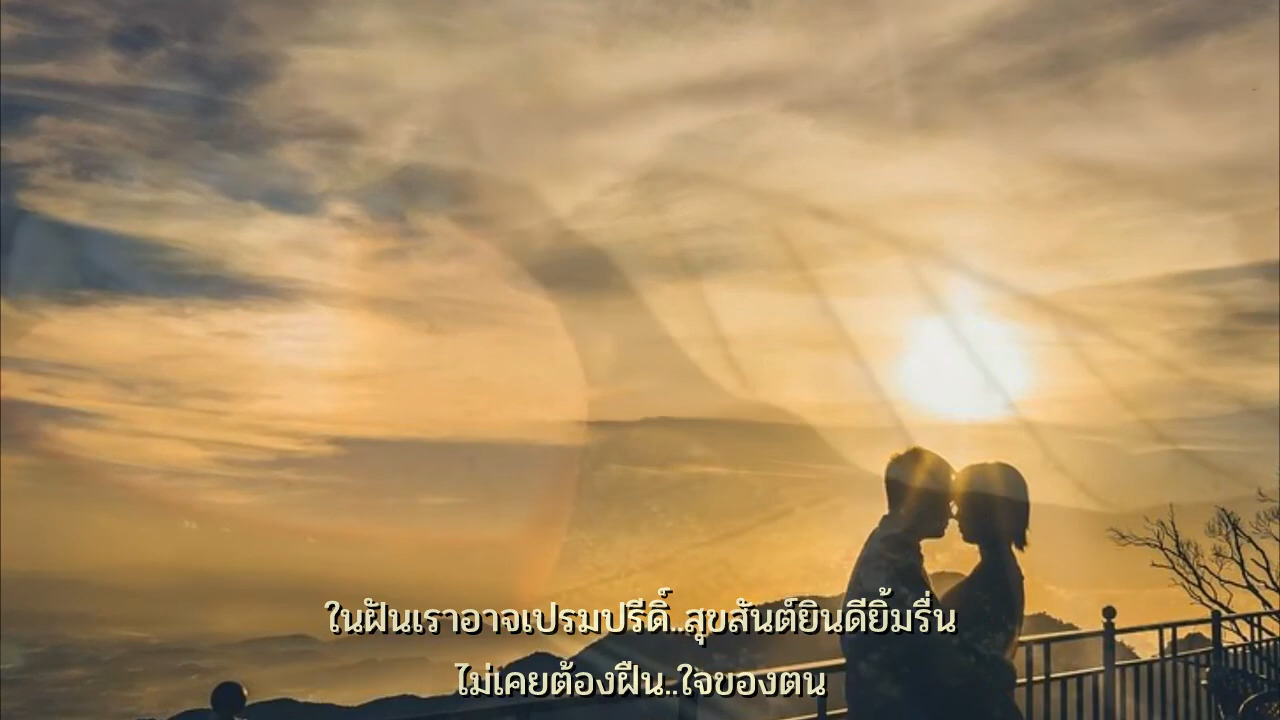 ในฝันเราอาจเปรมปรีดิ์..สุขสันต์ยินดียิ้มรื่น
ไม่เคยต้องฝืน..ใจของตน